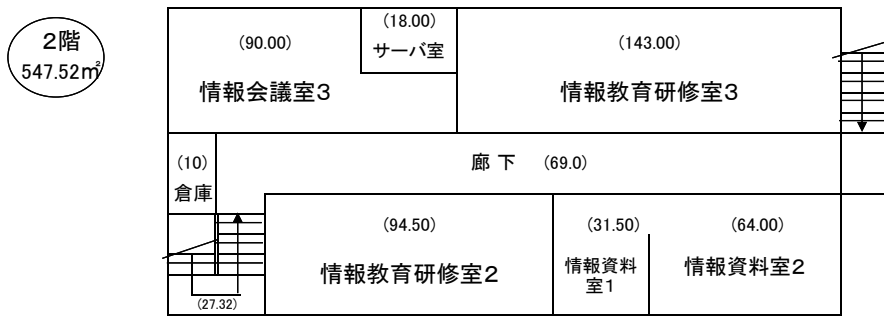 2階
547.52㎡
(90.00)
情報会議室3
(18.00)
サーバ室
(143.00)
情報教育研修室3
(10)
倉庫
廊 下 (69.0)
(94.50)
情報教育研修室2
(31.50)
情報資料
室1
(64.00)
情報資料室2
(27.32)